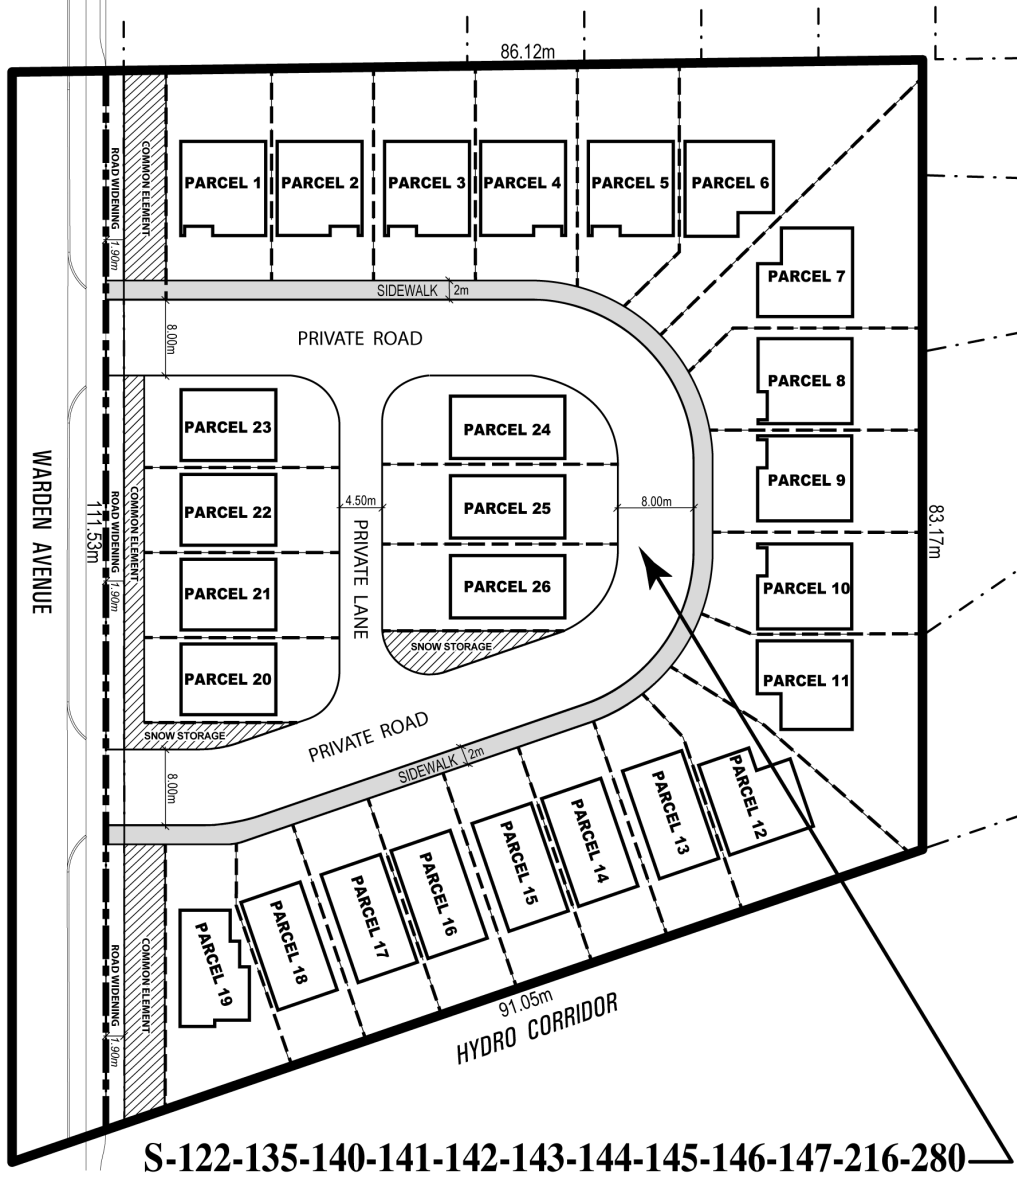 86.12m
ROAD WIDENING
COMMON ELEMENT
1.90m
PARCEL 1
PARCEL 2
PARCEL 3
PARCEL 4
PARCEL 5
PARCEL 6
PARCEL 7
SIDEWALK
2m
8.00m
PRIVATE ROAD
PARCEL 8
PARCEL 23
PARCEL 24
PARCEL 9
WARDEN AVENUE
111.53m
ROAD WIDENING
COMMON ELEMENT
1.90m
PARCEL 22
4.50m
PRIVATE LANE
PARCEL 25
8.00m
83.17m
PARCEL 21
PARCEL 26
PARCEL 10
PARCEL 20
SNOW STORAGE
PARCEL 11
SNOW STORAGE
PRIVATE ROAD
8.00m
SIDEWALK
2m
PARCEL 12
PARCEL 13
PARCEL 14
PARCEL 15
PARCEL 16
PARCEL 17
PARCEL 18
PARCEL 19
ROAD WIDENING
COMMON ELEMENT
1.90m
91.05m
HYDRO CORRIDOR
S-122-135-140-141-142-143-144-145-146-147-216-280